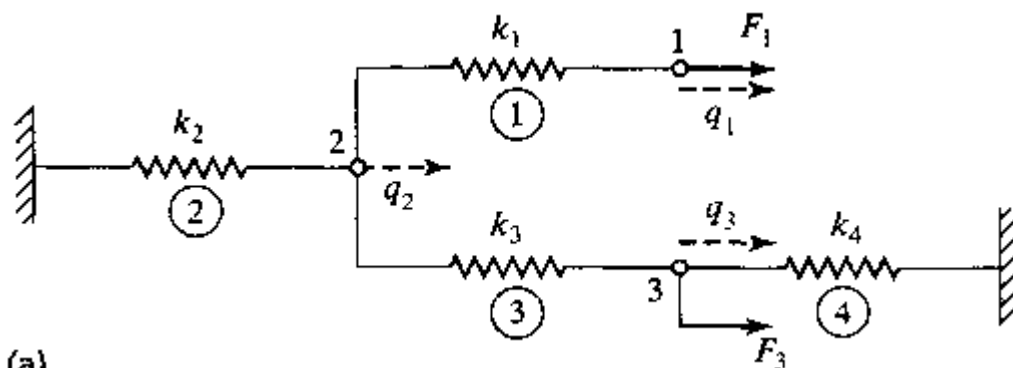 k₁ 1 F₁
① q₁
k₂ 2
② q₂
k₃ q₃ k₄
③ 3 ④
F₃
(a)